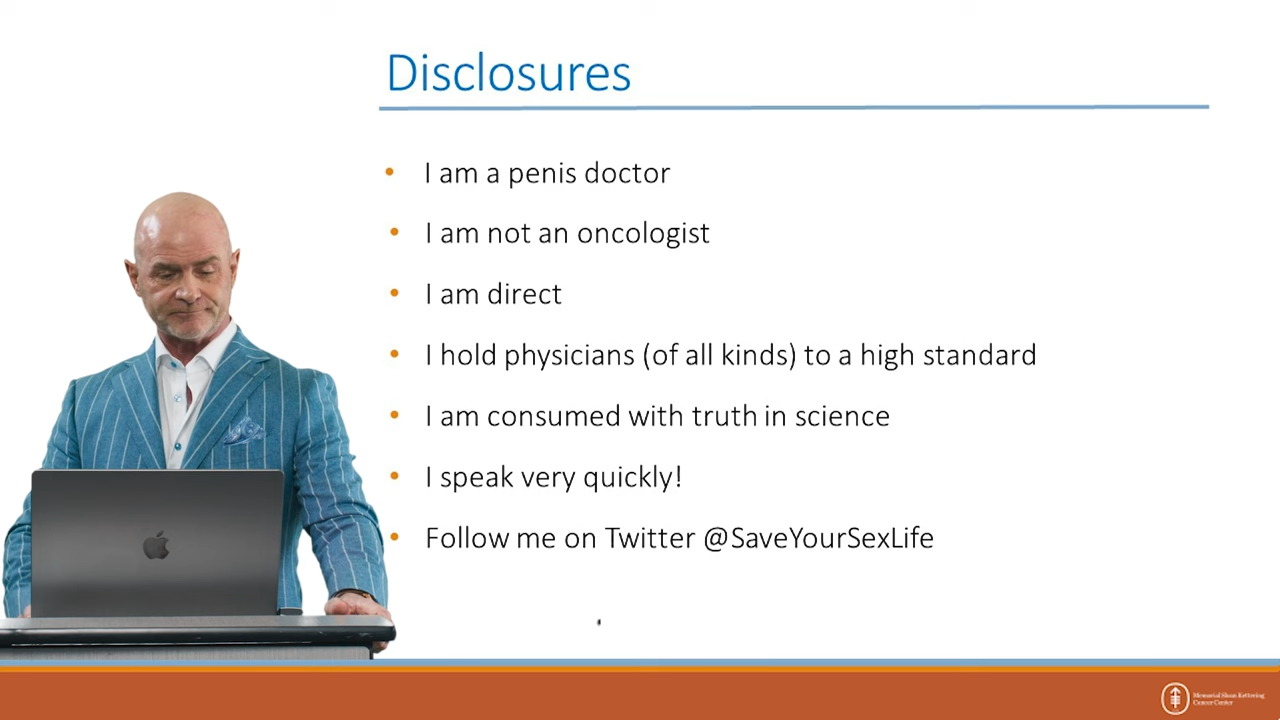 Disclosures
• I am a penis doctor
• I am not an oncologist
• I am direct
• I hold physicians (of all kinds) to a high standard
• I am consumed with truth in science
• I speak very quickly!
• Follow me on Twitter @SaveYourSexLife
Memorial Sloan Kettering
Cancer Center